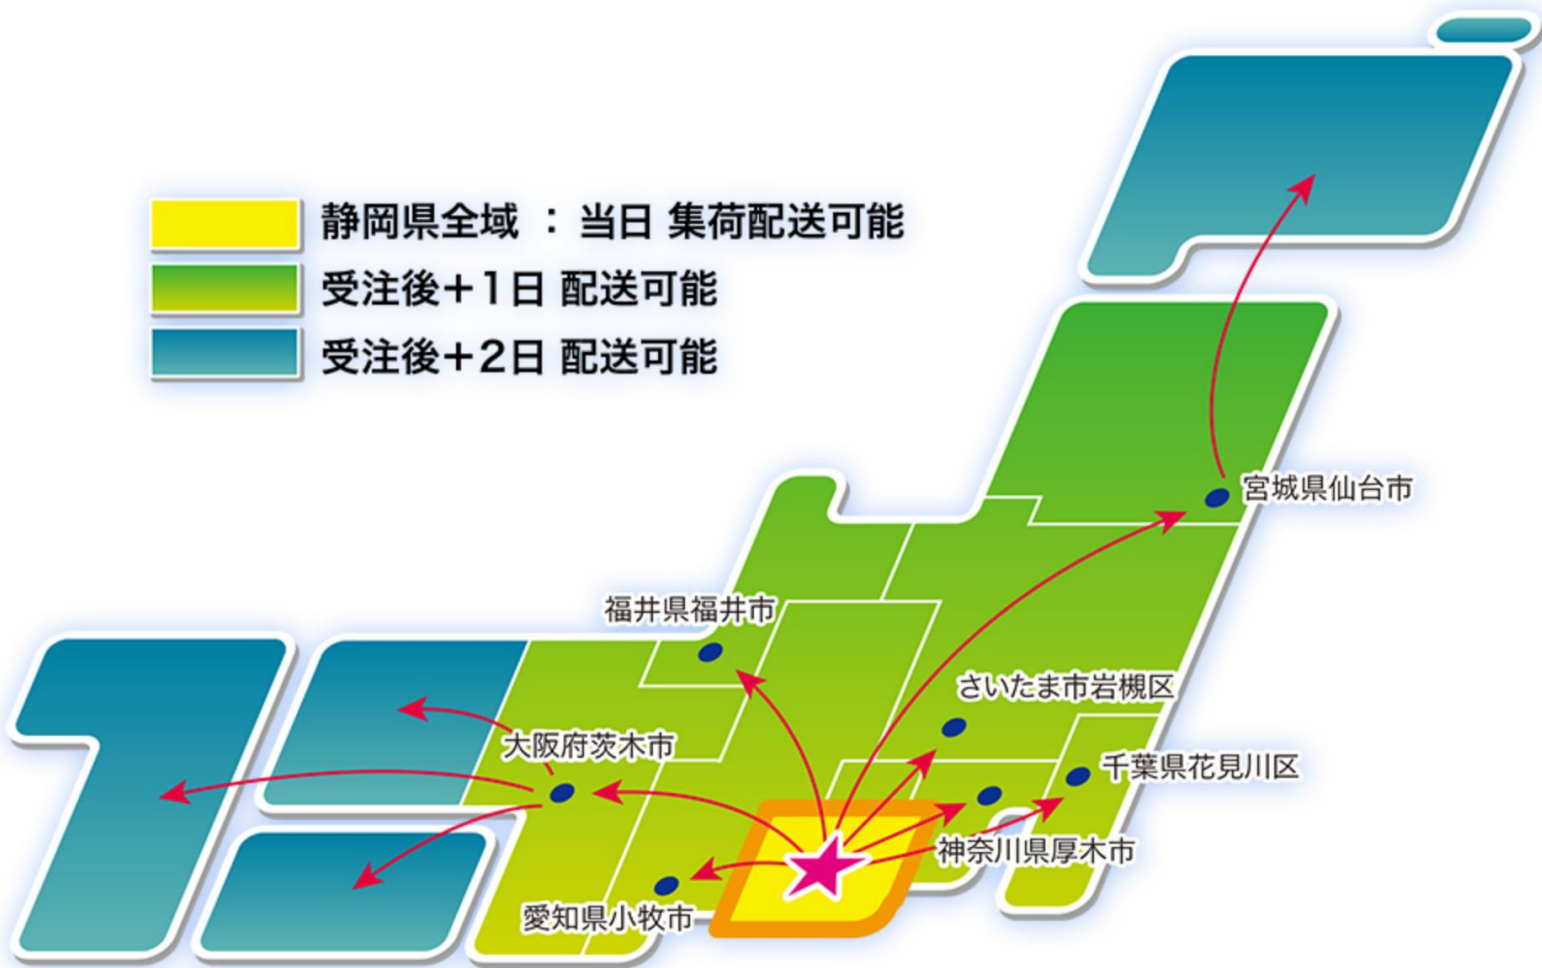 静岡県全域 : 当日 集荷配送可能
受注後+1日 配送可能
受注後+2日 配送可能
宮城県仙台市
福井県福井市
さいたま市岩槻区
大阪府茨木市
千葉県花見川区
神奈川県厚木市
愛知県小牧市